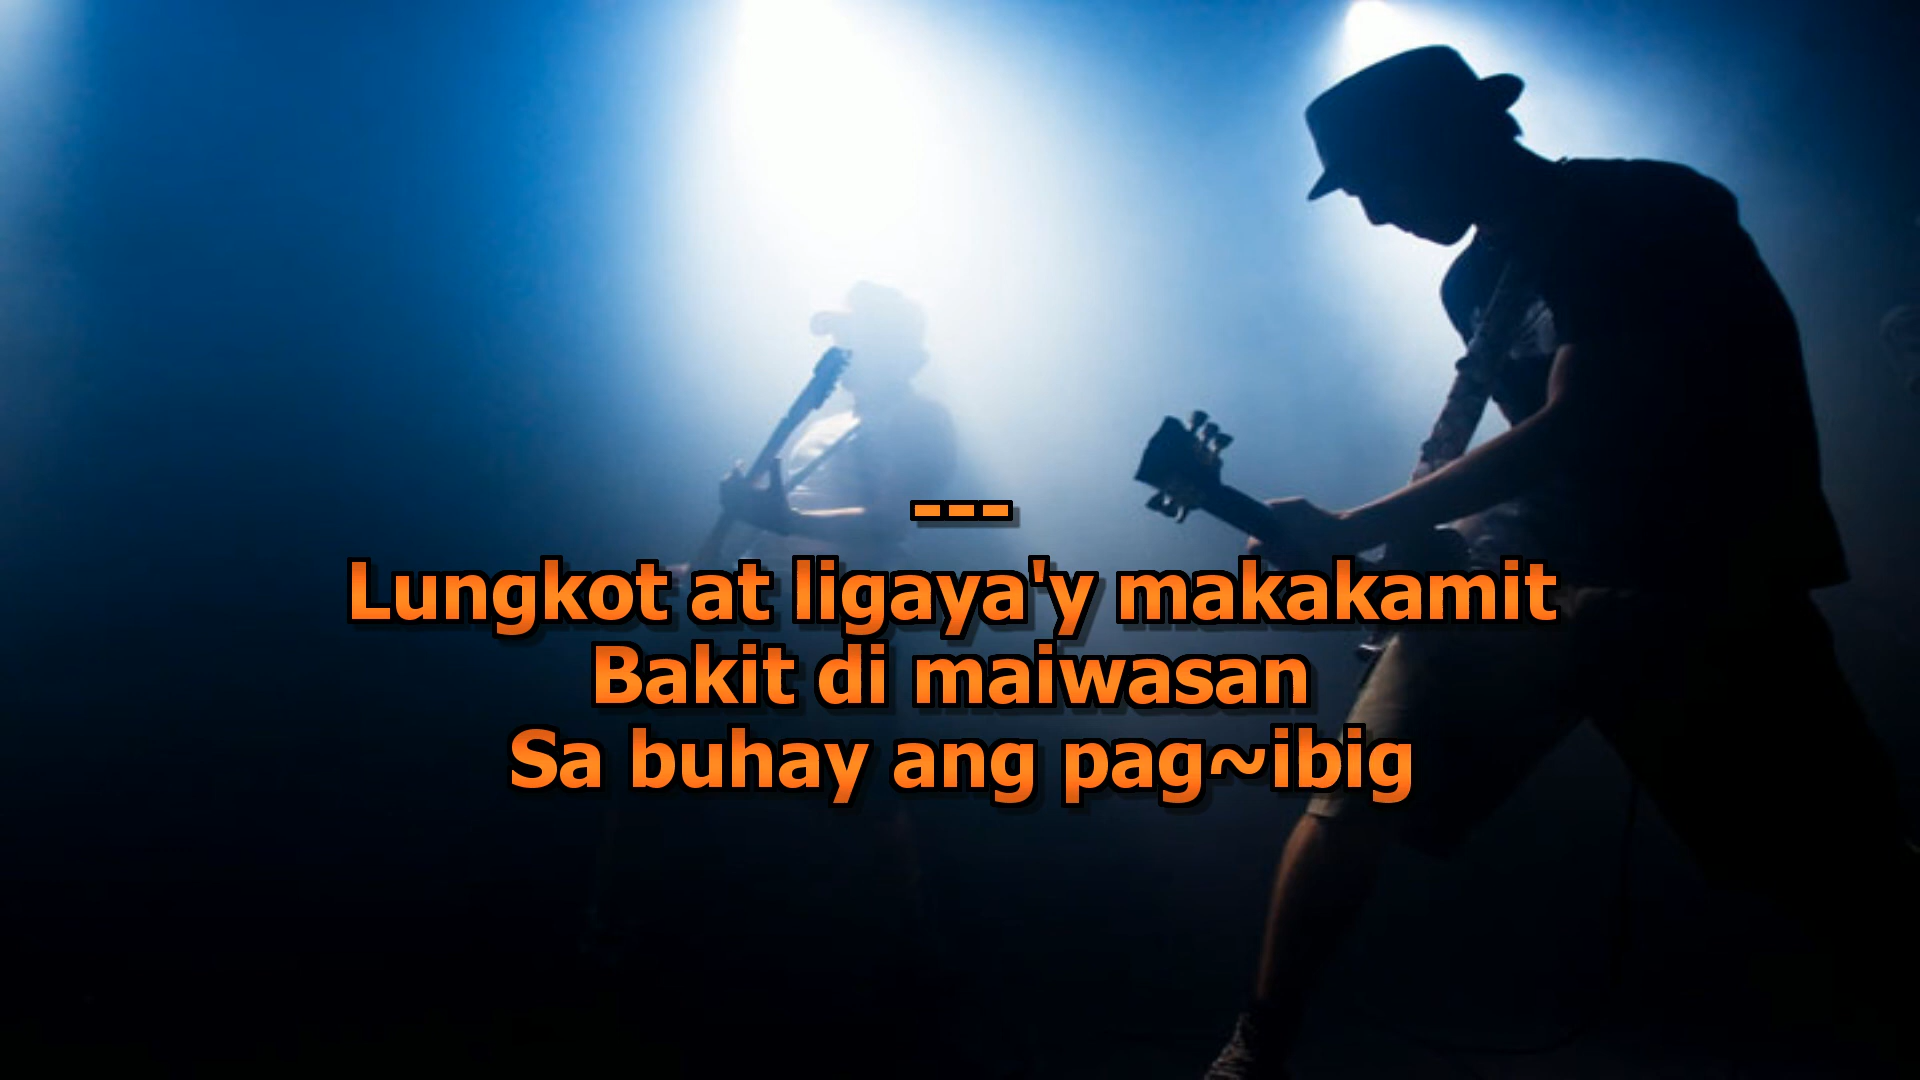 ---
Lungkot at ligaya'y makakamit
Bakit di maiwasan
Sa buhay ang pag~ibig